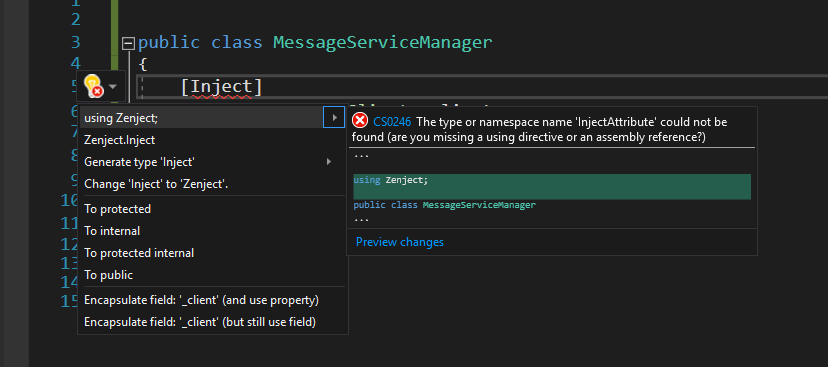 1
2
3 public class MessageServiceManager
4 {
5 [Inject]
6
7
8
9
10
11
12
13
14
15
using Zenject;
Zenject.Inject
Generate type 'Inject'
Change 'Inject' to 'Zenject'.
To protected
To internal
To protected internal
To public
Encapsulate field: '_client' (and use property)
Encapsulate field: '_client' (but still use field)
CS0246 The type or namespace name 'InjectAttribute' could not be
found (are you missing a using directive or an assembly reference?)
...
using Zenject;
public class MessageServiceManager
...
Preview changes